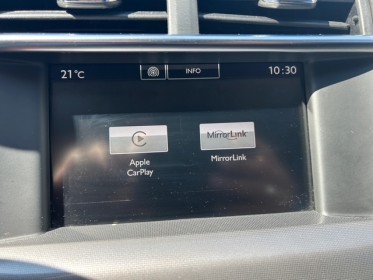 21°C INFO 10:30
MirrorLink
Apple
CarPlay
MirrorLink